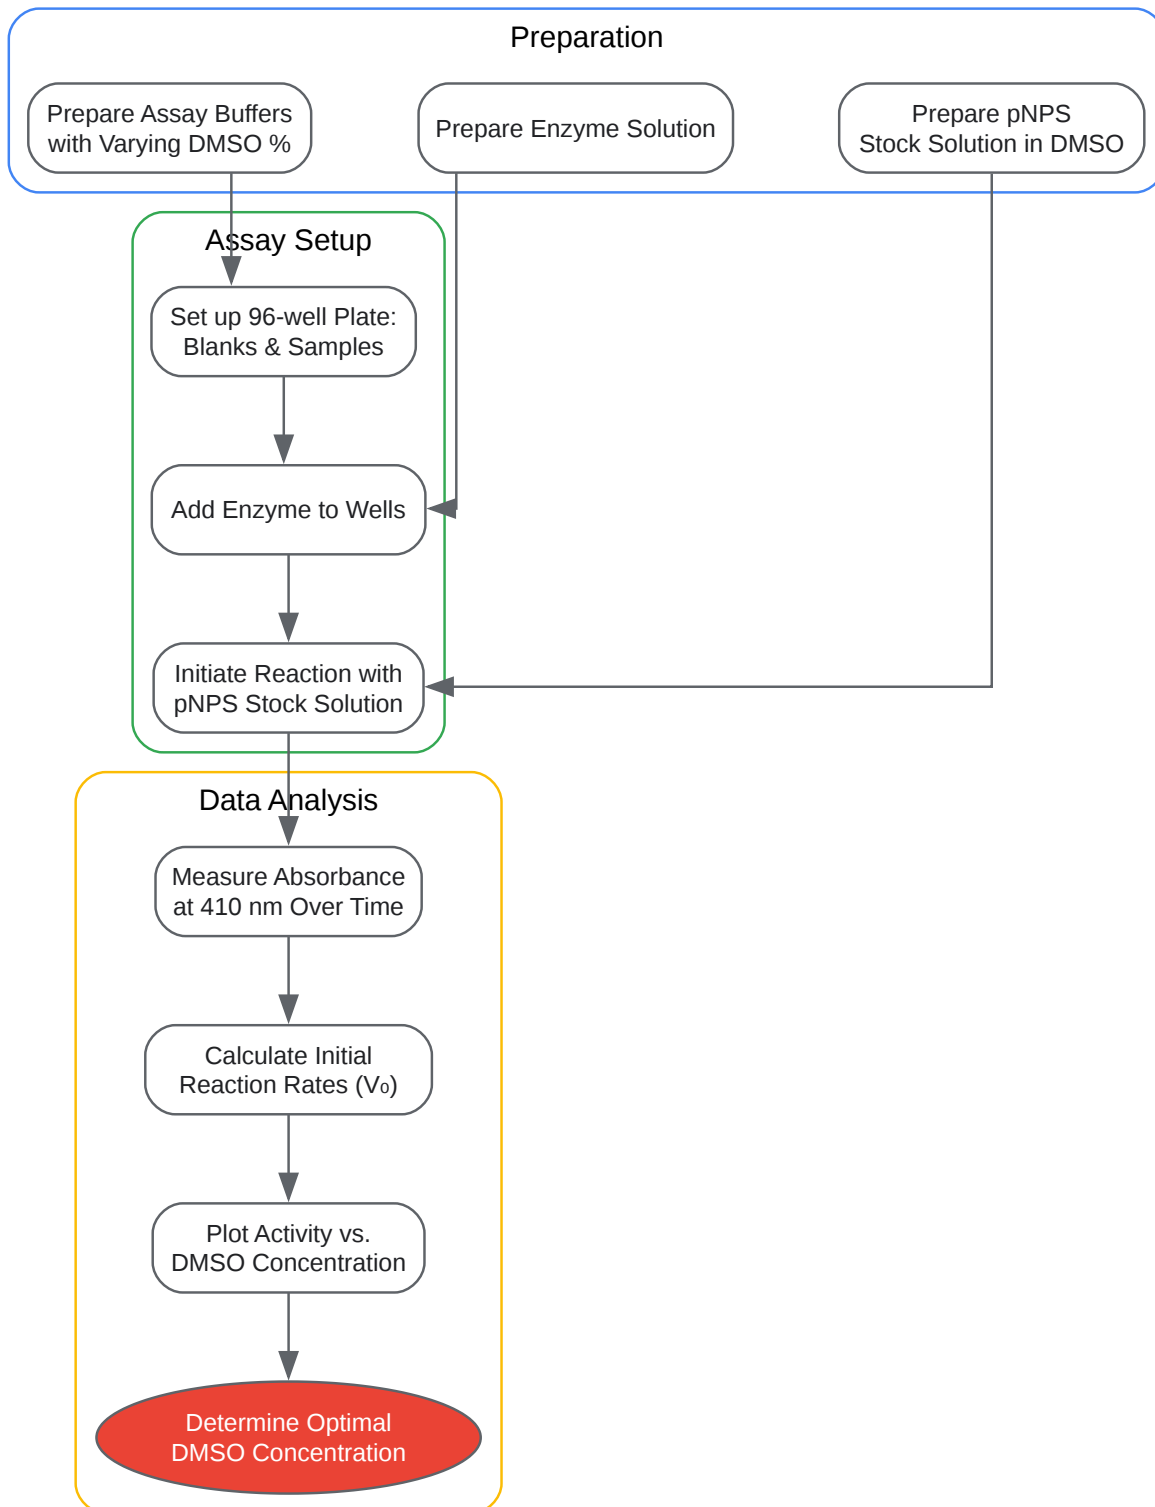 Preparation
Prepare Assay Buffers
with Varying DMSO %
Prepare Enzyme Solution
Prepare pNPS
Stock Solution in DMSO
Assay Setup
Set up 96-well Plate:
Blanks & Samples
Add Enzyme to Wells
Initiate Reaction with
pNPS Stock Solution
Data Analysis
Measure Absorbance
at 410 nm Over Time
Calculate Initial
Reaction Rates (V₀)
Plot Activity vs.
DMSO Concentration
Determine Optimal
DMSO Concentration